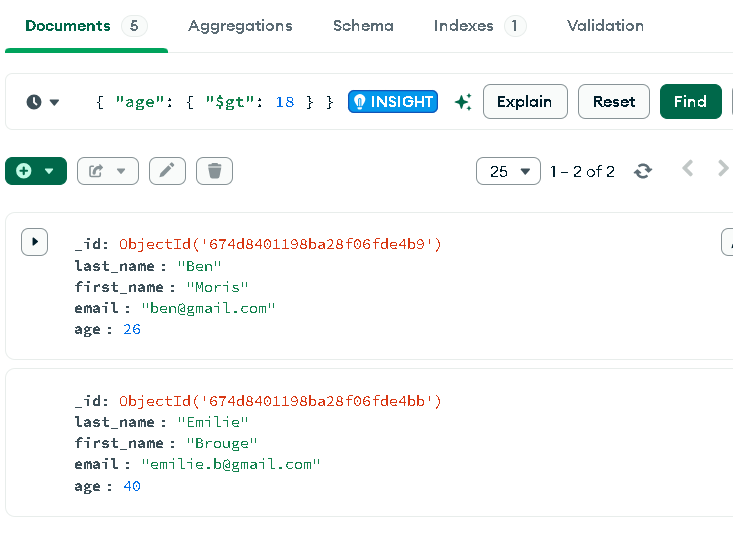 Documents 5 Aggregations Schema Indexes 1 Validation
{ "age": { "$gt": 18 } } INSIGHT Explain Reset Find
25 1 – 2 of 2
_id: ObjectId('674d8401198ba28f06fde4b9')
last_name : "Ben"
first_name : "Moris"
email : "ben@gmail.com"
age : 26
_id: ObjectId('674d8401198ba28f06fde4bb')
last_name : "Emilie"
first_name : "Brouge"
email : "emilie.b@gmail.com"
age : 40